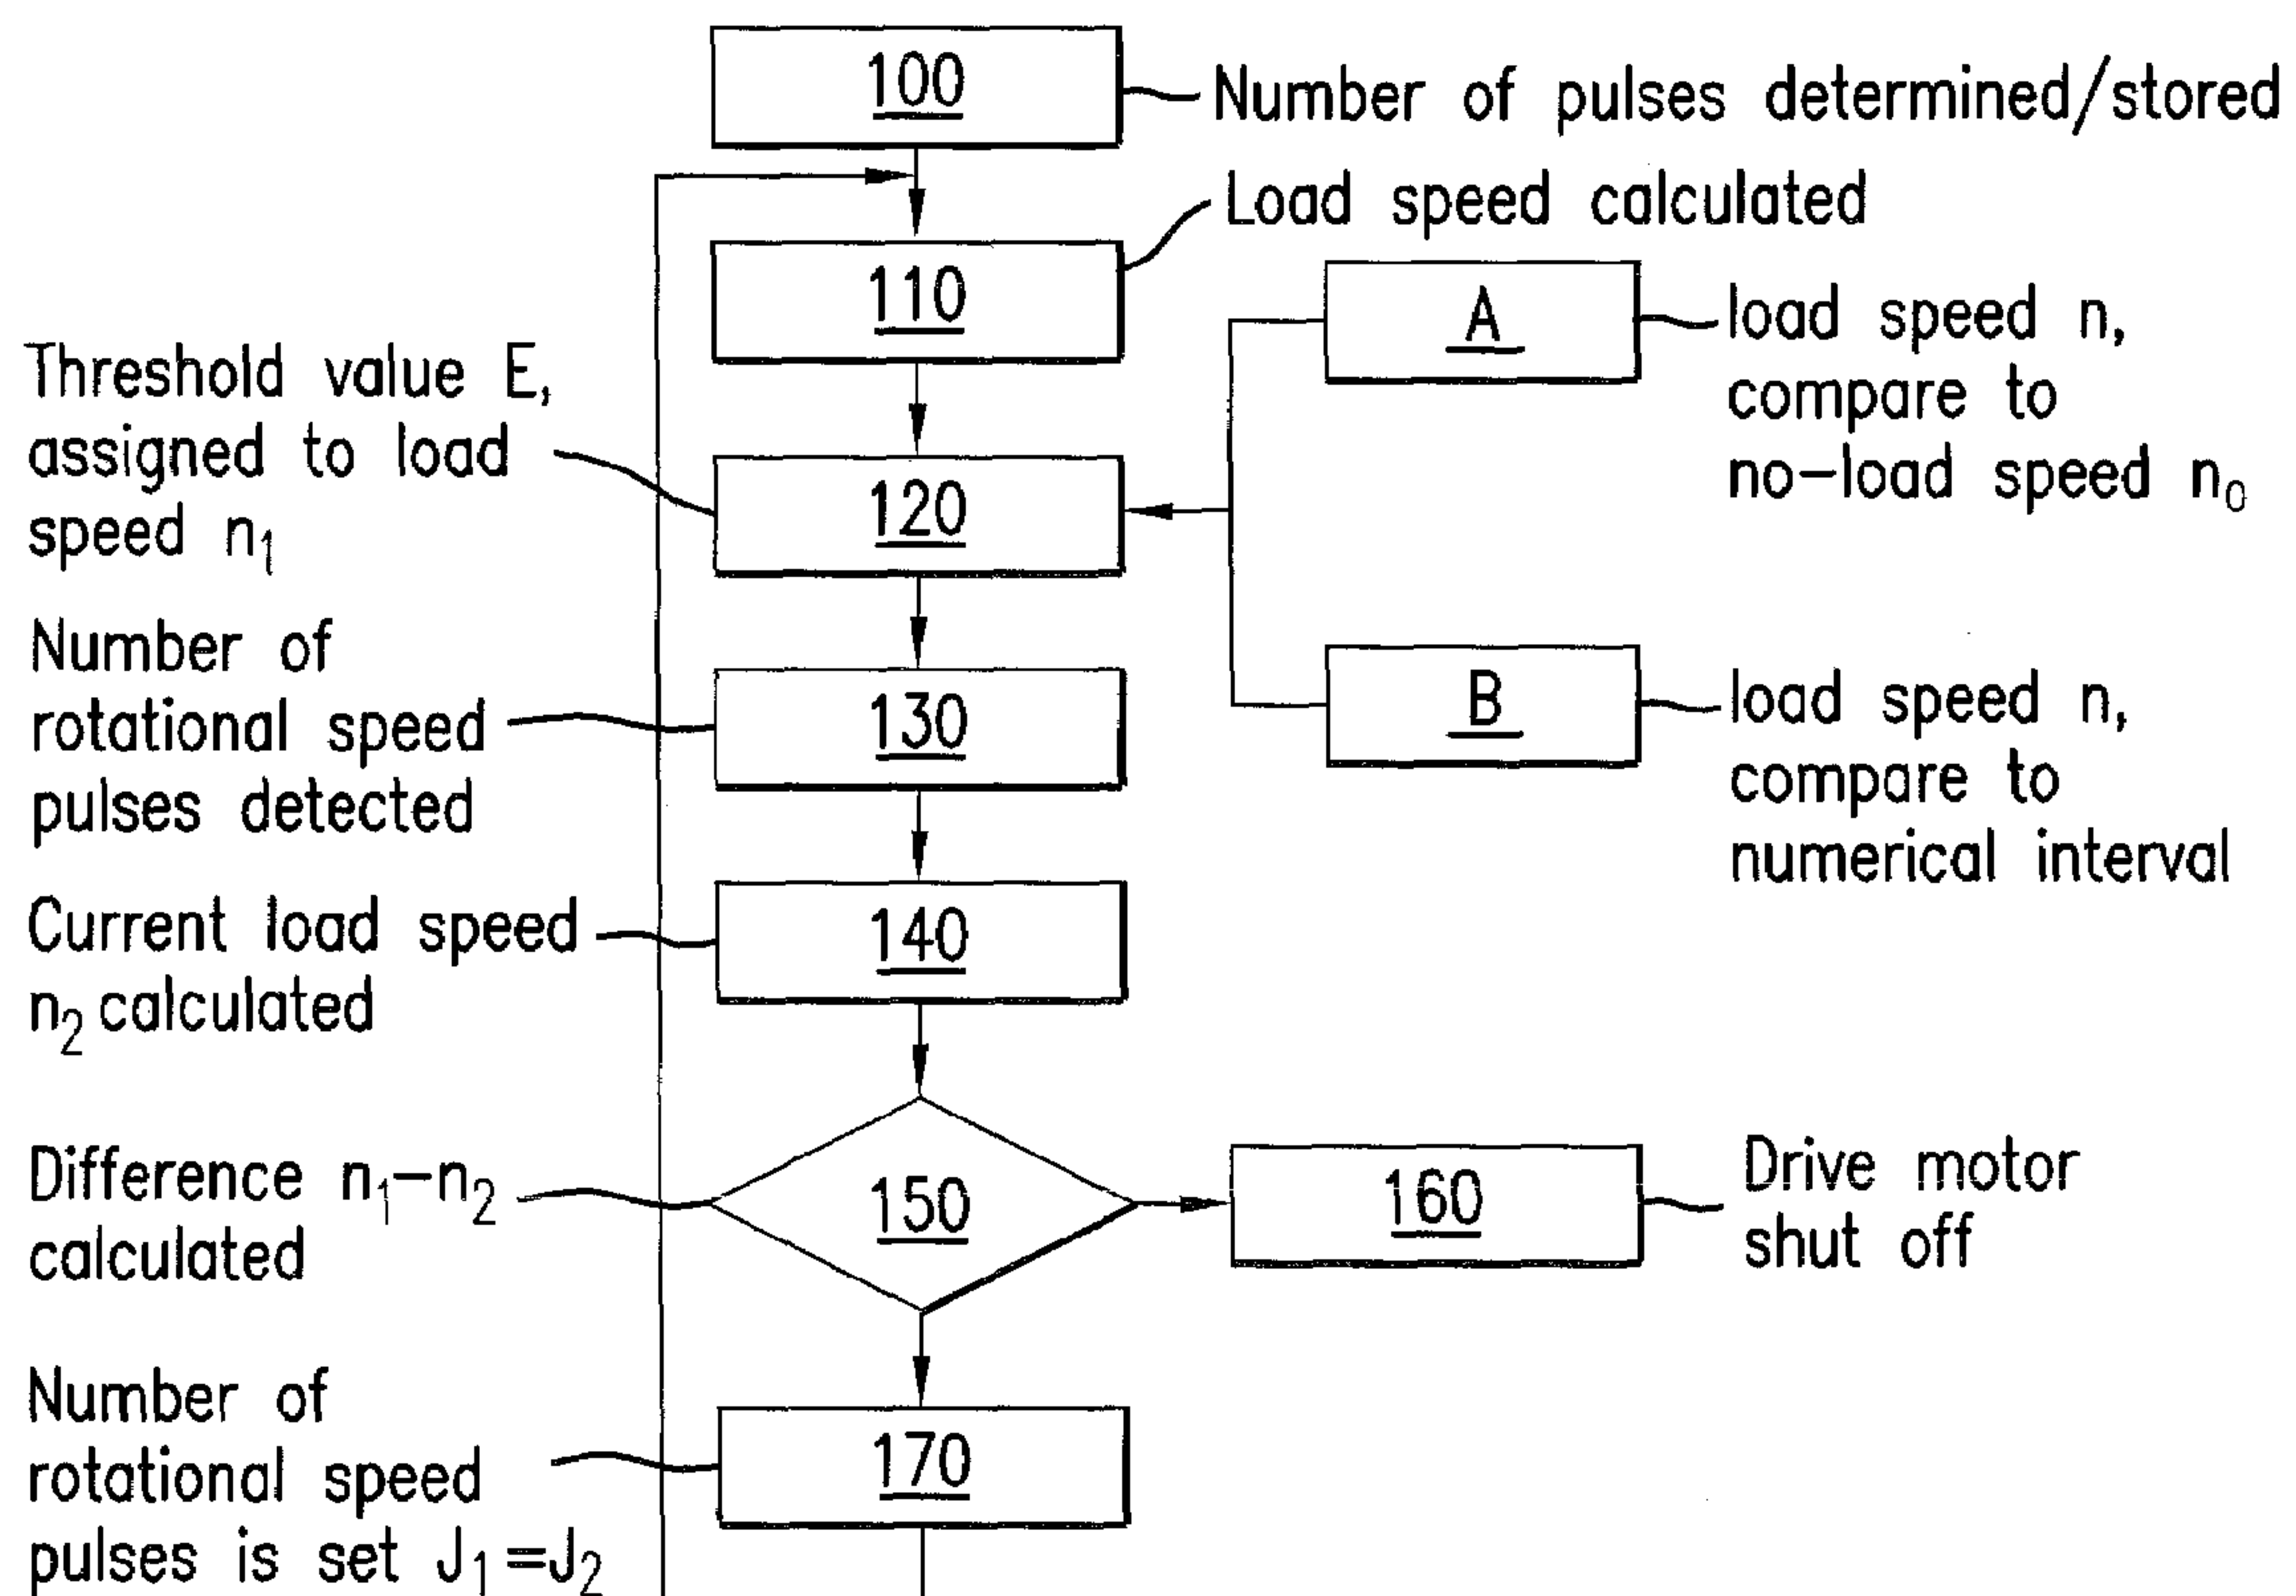 100
Number of pulses determined/stored
Load speed calculated
110
A
load speed n,
compare to
no-load speed n₀
Threshold value E,
assigned to load
speed n₁
120
Number of
rotational speed
pulses detected
130
B
load speed n,
compare to
numerical interval
Current load speed
n₂ calculated
140
Difference n₁-n₂
calculated
150
160
Drive motor
shut off
Number of
rotational speed
pulses is set J₁=J₂
170